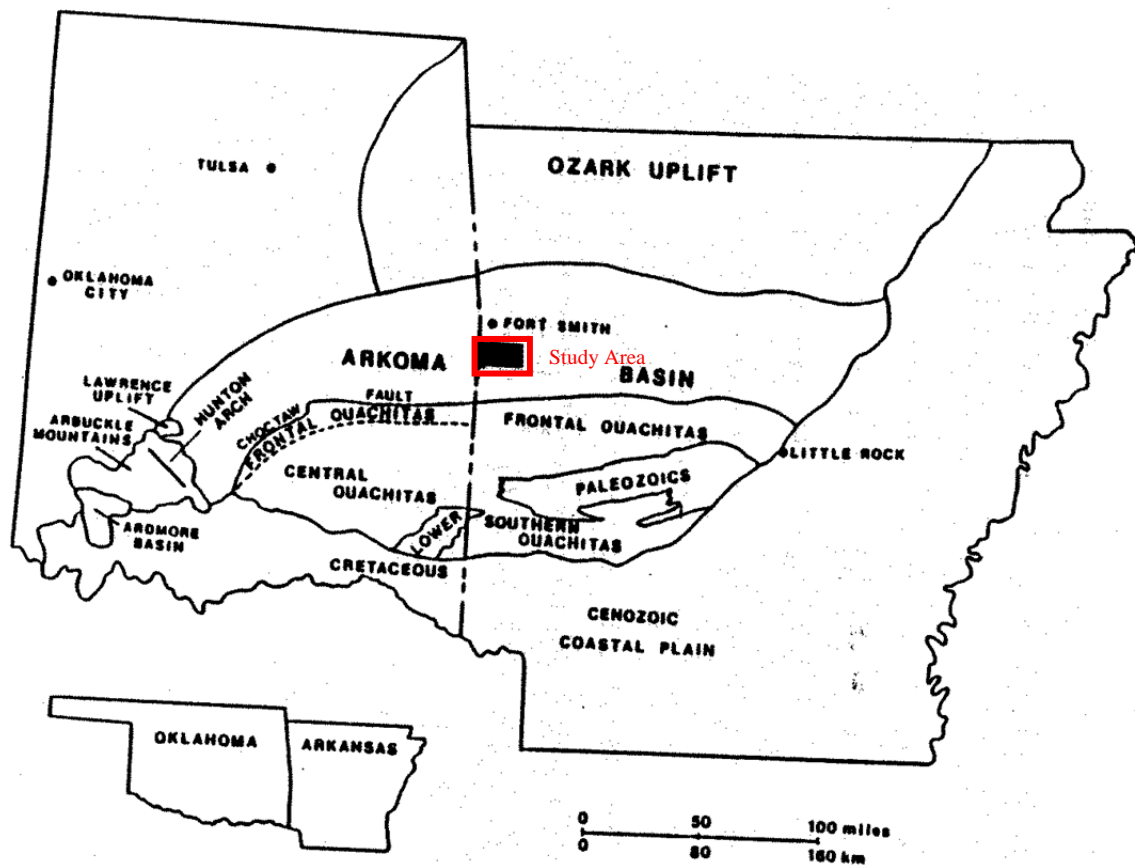 OZARK UPLIFT
TULSA
OKLAHOMA
CITY
FORT SMITH
Study Area
ARKOMA
BASIN
LAWRENCE
UPLIFT
HUNTON
ARCH
ARBUCKLE
MOUNTAINS
CHOCTAW
FAULT
FRONTAL
OUACHITAS
FRONTAL OUACHITAS
LITTLE ROCK
CENTRAL
OUACHITAS
PALEOZOICS
LOWER
SOUTHERN
OUACHITAS
ARDMORE
BASIN
CRETACEOUS
CENOZOIC
COASTAL PLAIN
OKLAHOMA
ARKANSAS
0 50 100 miles
0 80 160 km